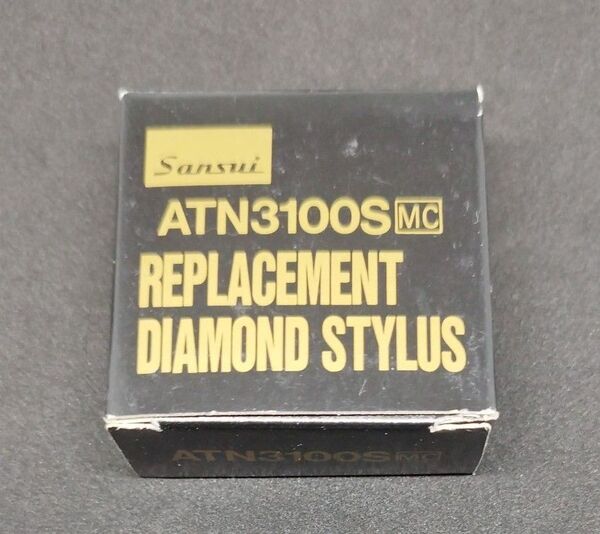 Sansui
ATN3100S MC
REPLACEMENT
DIAMOND STYLUS
ATN3100S MC